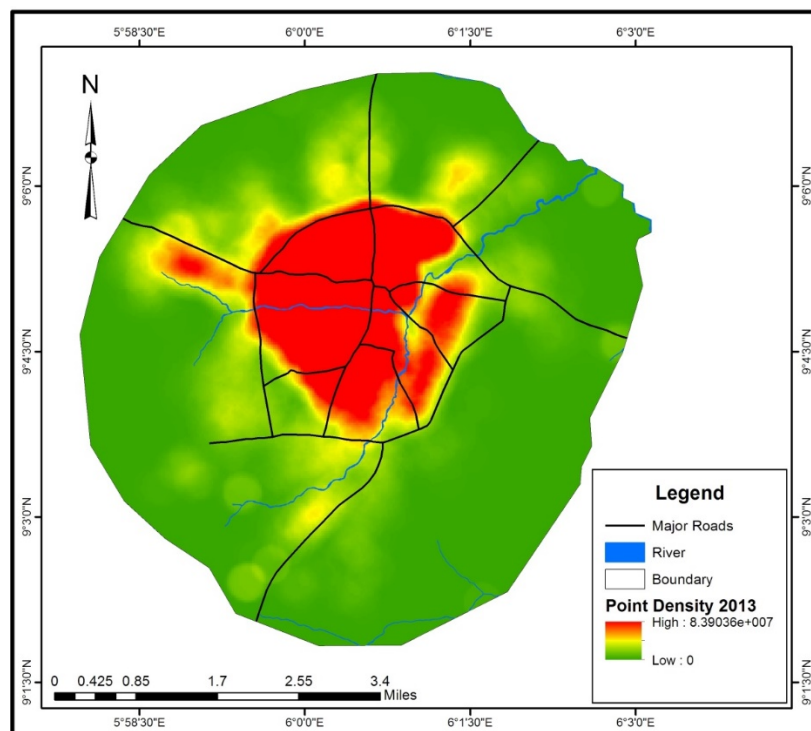 5°58'30"E 6°0'0"E 6°1'30"E 6°3'0"E
N
9°6'0"N 9°6'0"N
9°4'30"N 9°4'30"N
9°3'0"N 9°3'0"N
9°1'30"N 9°1'30"N
Legend
Major Roads
River
Boundary
Point Density 2013
High : 8.39036e+007
Low : 0
0 0.425 0.85 1.7 2.55 3.4
Miles
5°58'30"E 6°0'0"E 6°1'30"E 6°3'0"E